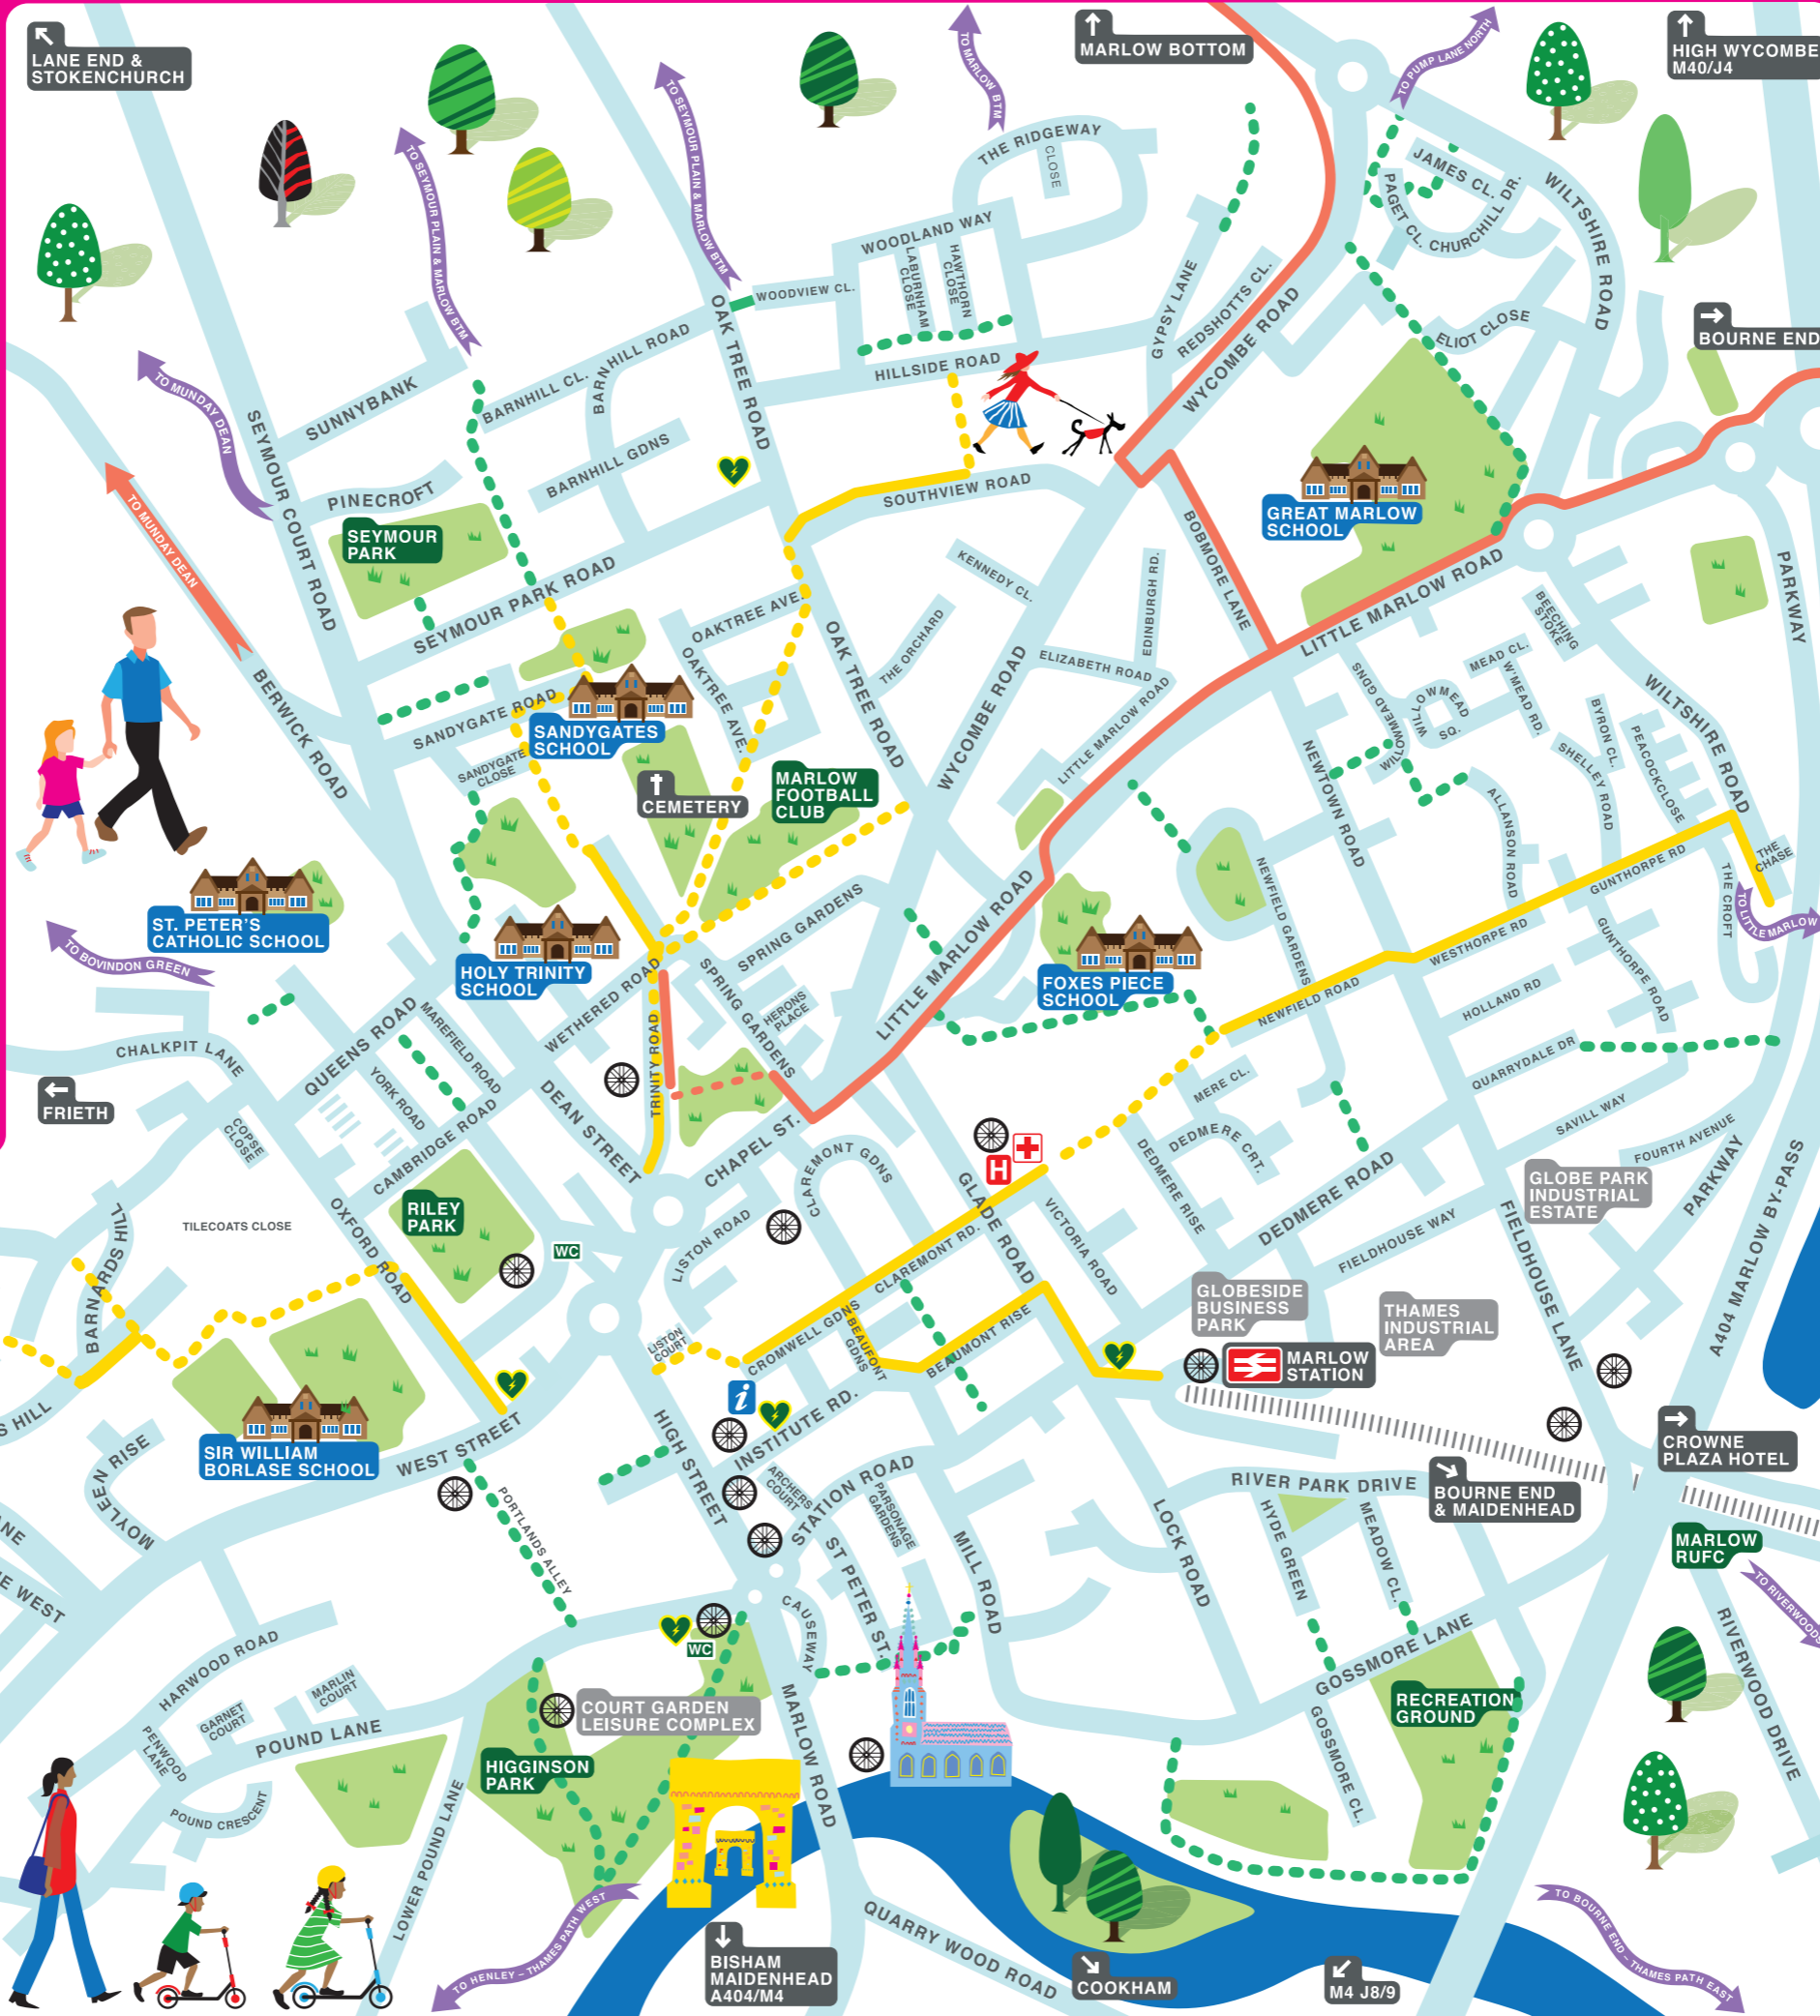 LANE END &
STOKENCHURCH
MARLOW BOTTOM
HIGH WYCOMBE
M40/J4
TO MARLOW BTM
TO PUMP LANE NORTH
TO SEYMOUR PLAIN & MARLOW BTM
TO SEYMOUR PLAIN & MARLOW BTM
THE RIDGEWAY
CLOSE
JAMES CL.
PAGET CL.
CHURCHILL DR.
WILTSHIRE ROAD
WOODLAND WAY
LABURNHAM
CLOSE
HAWTHORN
CLOSE
WOODVIEW CL.
GYPSY LANE
REDSHOTTS CL.
WYCOMBE ROAD
ELIOT CLOSE
BOURNE END
HILLSIDE ROAD
OAK TREE ROAD
BARNHILL ROAD
BARNHILL CL.
BARNHILL GDNS
SUNNYBANK
TO MUNDAY DEAN
TO MUNDAY DEAN
SEYMOUR COURT ROAD
PINECROFT
SEYMOUR
PARK
SEYMOUR PARK ROAD
SOUTHVIEW ROAD
GREAT MARLOW
SCHOOL
BOBMORE LANE
KENNEDY CL.
EDINBURGH RD.
LITTLE MARLOW ROAD
PARKWAY
BEECHING
STOKE
OAKTREE AVE.
OAKTREE AVE.
OAK TREE ROAD
THE ORCHARD
ELIZABETH ROAD
LITTLE MARLOW ROAD
WYCOMBE ROAD
MEAD CL.
W'MEAD RD.
WILLOWMEAD
SQ.
WILLOWMEAD GDNS
WILTSHIRE ROAD
BERWICK ROAD
SANDYGATE ROAD
SANDYGATES
SCHOOL
SANDYGATE
CLOSE
CEMETERY
MARLOW
FOOTBALL
CLUB
NEWTOWN ROAD
BYRON CL.
PEACOCKCLOSE
SHELLEY ROAD
ALLANSON ROAD
GUNTHORPE RD
THE
CHASE
THE CROFT
TO LITTLE MARLOW
ST. PETER'S
CATHOLIC SCHOOL
TO BOVINDON GREEN
HOLY TRINITY
SCHOOL
SPRING GARDENS
SPRING GARDENS
LITTLE MARLOW ROAD
FOXES PIECE
SCHOOL
NEWFIELD GARDENS
NEWFIELD ROAD
WESTHORPE RD
GUNTHORPE ROAD
HOLLAND RD
QUARRYDALE DR
WETHERED ROAD
TRINITY ROAD
HERONS
PLACE
QUEENS ROAD
MAREFIELD ROAD
YORK ROAD
CAMBRIDGE ROAD
CHALKPIT LANE
FRIETH
COPSE
CLOSE
DEAN STREET
CHAPEL ST.
CLAREMONT GDNS
MERE CL.
DEDMERE CRT.
DEDMERE RISE
DEDMERE ROAD
SAVILL WAY
FOURTH AVENUE
PARKWAY
A404 MARLOW BY-PASS
GLOBE PARK
INDUSTRIAL
ESTATE
H
GLADE ROAD
VICTORIA ROAD
BARNARDS HILL
TILECOATS CLOSE
OXFORD ROAD
RILEY
PARK
WC
LISTON ROAD
LISTON
COURT
CLAREMONT RD.
CROMWELL GDNS
BEAUFONT
GDNS
BEAUMONT RISE
FIELDHOUSE WAY
FIELDHOUSE LANE
GLOBESIDE
BUSINESS
PARK
THAMES
INDUSTRIAL
AREA
MARLOW
STATION
S HILL
MOYLEEN RISE
SIR WILLIAM
BORLASE SCHOOL
WEST STREET
HIGH STREET
i
INSTITUTE RD.
ARCHERS
COURT
STATION ROAD
PARSONAGE
GARDENS
PORTLANDS ALLEY
CROWNE
PLAZA HOTEL
BOURNE END
& MAIDENHEAD
RIVER PARK DRIVE
HYDE GREEN
MEADOW CL.
LOCK ROAD
MILL ROAD
ST PETER ST.
CAUSEWAY
MARLOW
RUFC
TO RIVERWOODS
RIVERWOOD DRIVE
ANE
E WEST
HARWOOD ROAD
GARNET
COURT
MARLIN
COURT
PENWOOD
LANE
POUND LANE
POUND CRESCENT
LOWER POUND LANE
WC
COURT GARDEN
LEISURE COMPLEX
HIGGINSON
PARK
MARLOW ROAD
GOSSMORE LANE
GOSSMORE CL.
RECREATION
GROUND
TO HENLEY – THAMES PATH WEST
BISHAM
MAIDENHEAD
A404/M4
QUARRY WOOD ROAD
COOKHAM
M4 J8/9
TO BOURNE END – THAMES PATH EAST